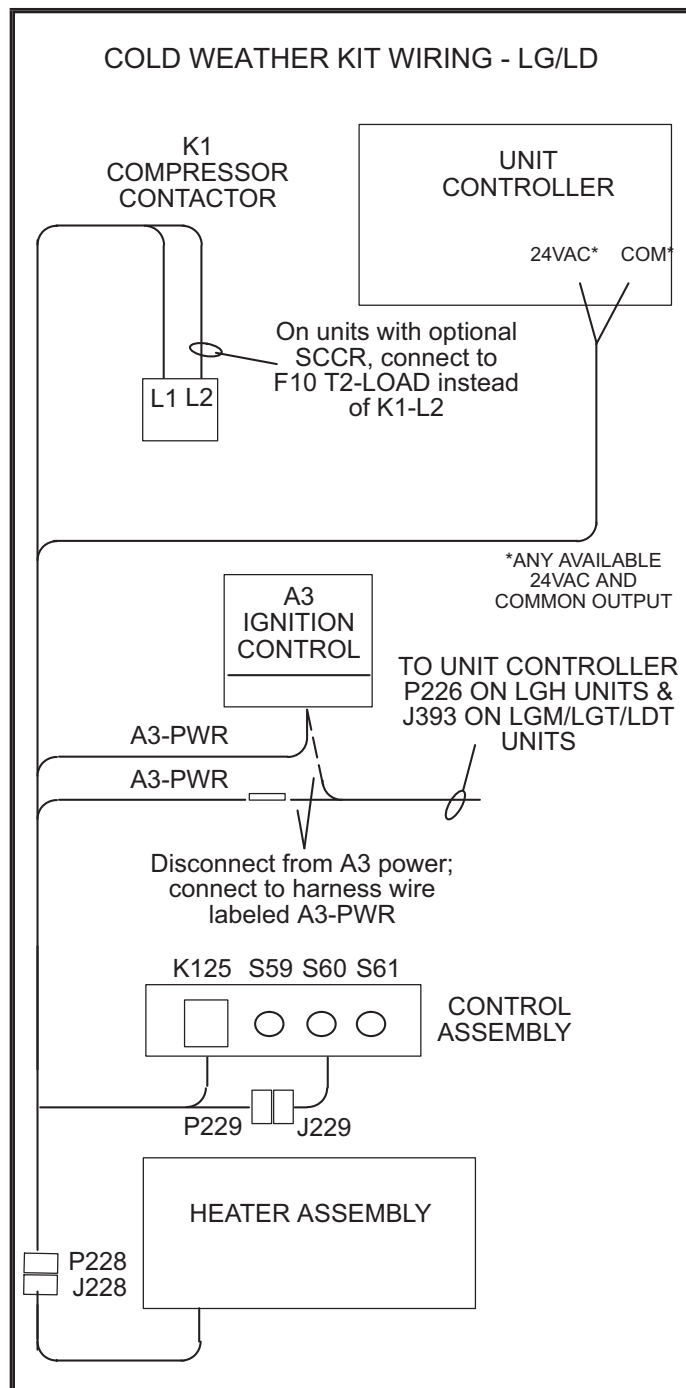 COLD WEATHER KIT WIRING - LG/LD
K1
COMPRESSOR
CONTACTOR
UNIT
CONTROLLER
24VAC* COM*
On units with optional
SCCR, connect to
F10 T2-LOAD instead
of K1-L2
L1 L2
*ANY AVAILABLE
24VAC AND
COMMON OUTPUT
A3
IGNITION
CONTROL
TO UNIT CONTROLLER
P226 ON LGH UNITS &
J393 ON LGM/LGT/LDT
UNITS
A3-PWR
A3-PWR
Disconnect from A3 power;
connect to harness wire
labeled A3-PWR
K125 S59 S60 S61
CONTROL
ASSEMBLY
P229 J229
HEATER ASSEMBLY
P228
J228